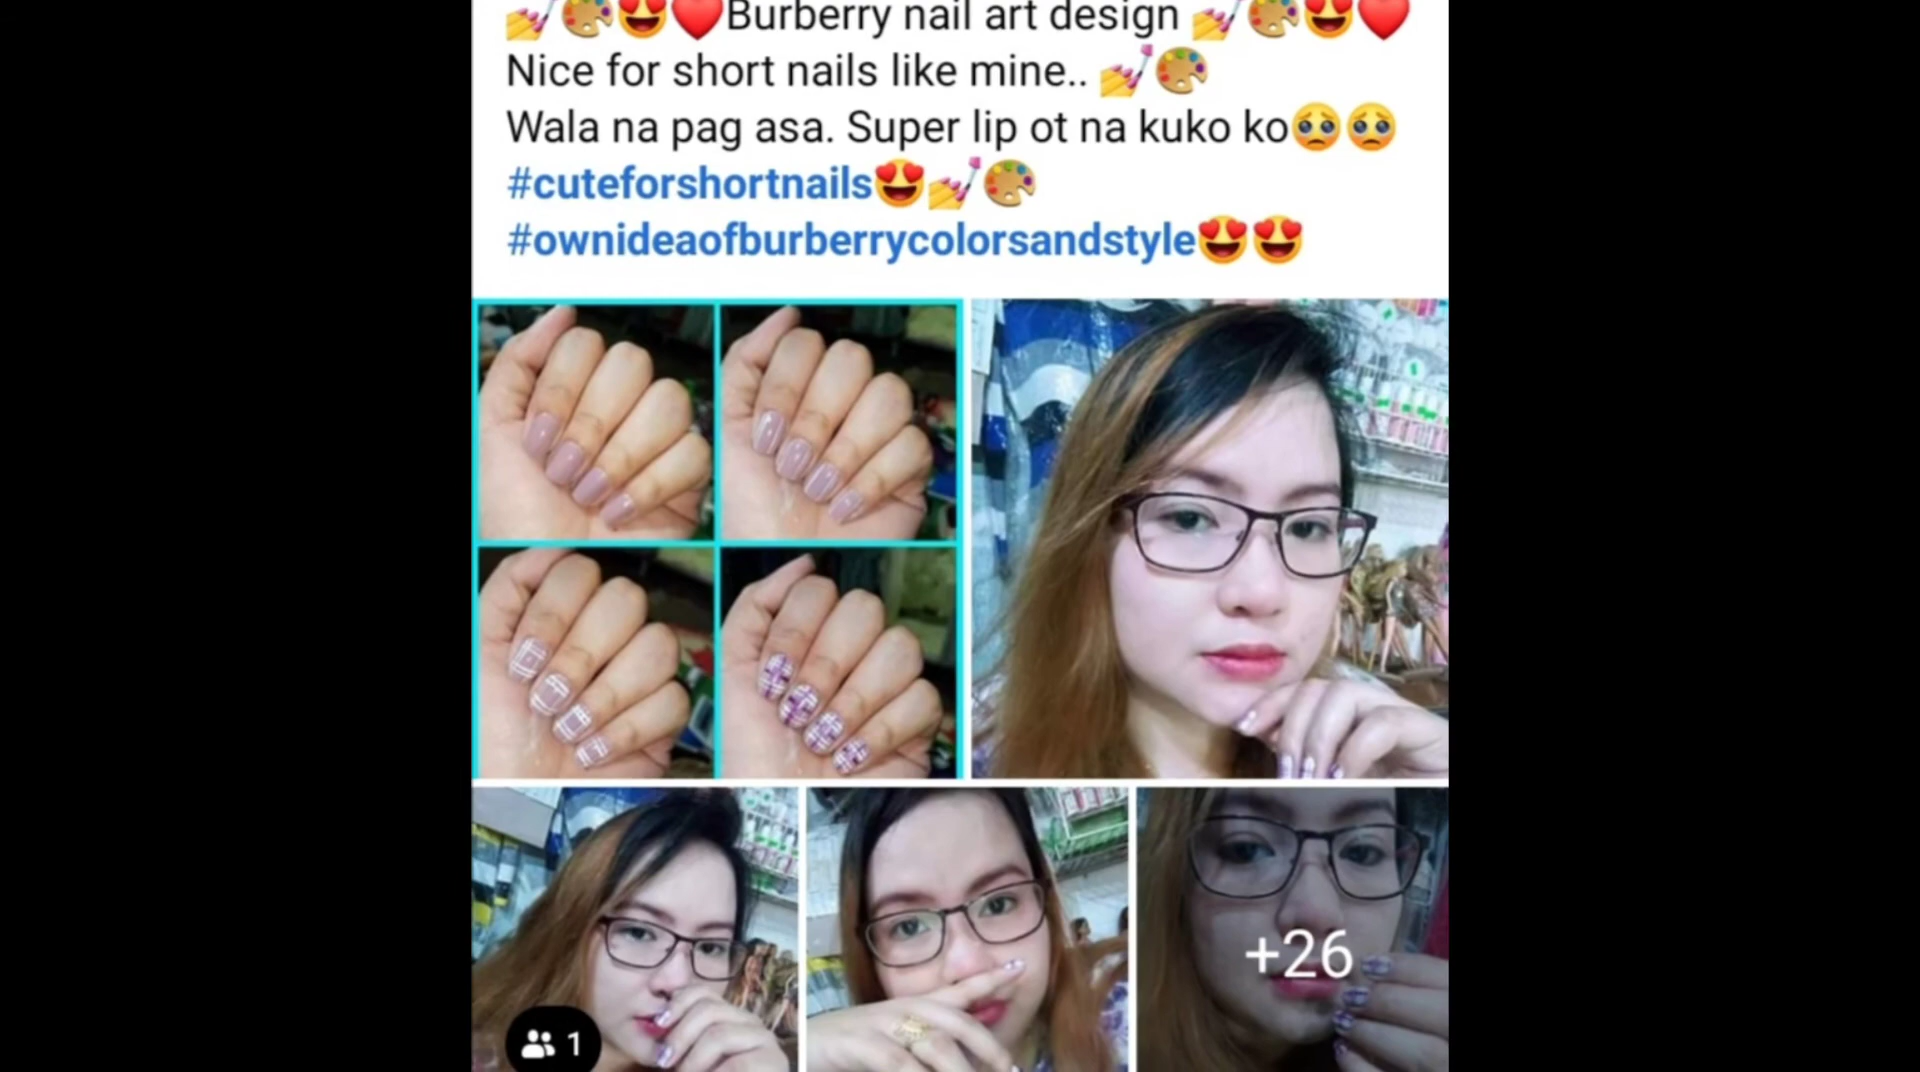 💅🎨😍❤️Burberry nail art design 💅🎨😍❤️
Nice for short nails like mine.. 💅🎨
Wala na pag asa. Super lip ot na kuko ko🥺🥺
#cuteforshortnails😍💅🎨
#ownideaofburberrycolorsandstyle😍😍
+26
1